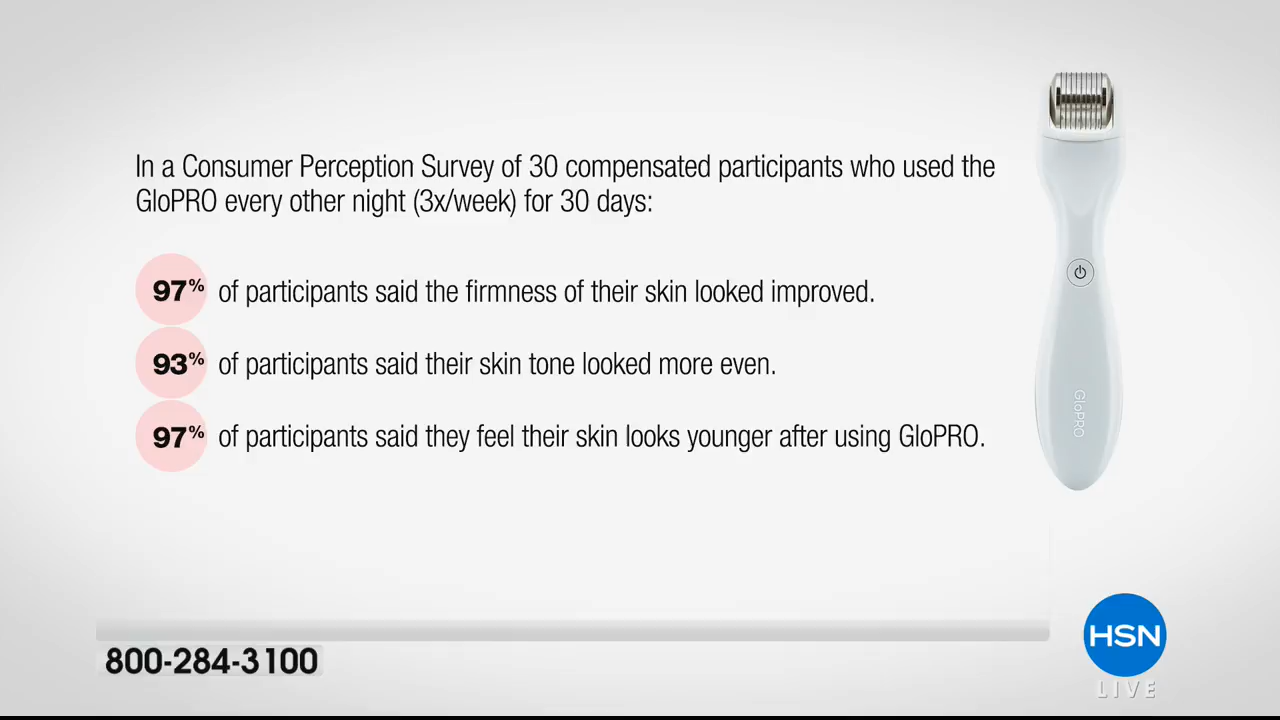 In a Consumer Perception Survey of 30 compensated participants who used the
GloPRO every other night (3x/week) for 30 days:
97% of participants said the firmness of their skin looked improved.
93% of participants said their skin tone looked more even.
97% of participants said they feel their skin looks younger after using GloPRO.
GloPRO
800-284-3100
HSN
LIVE